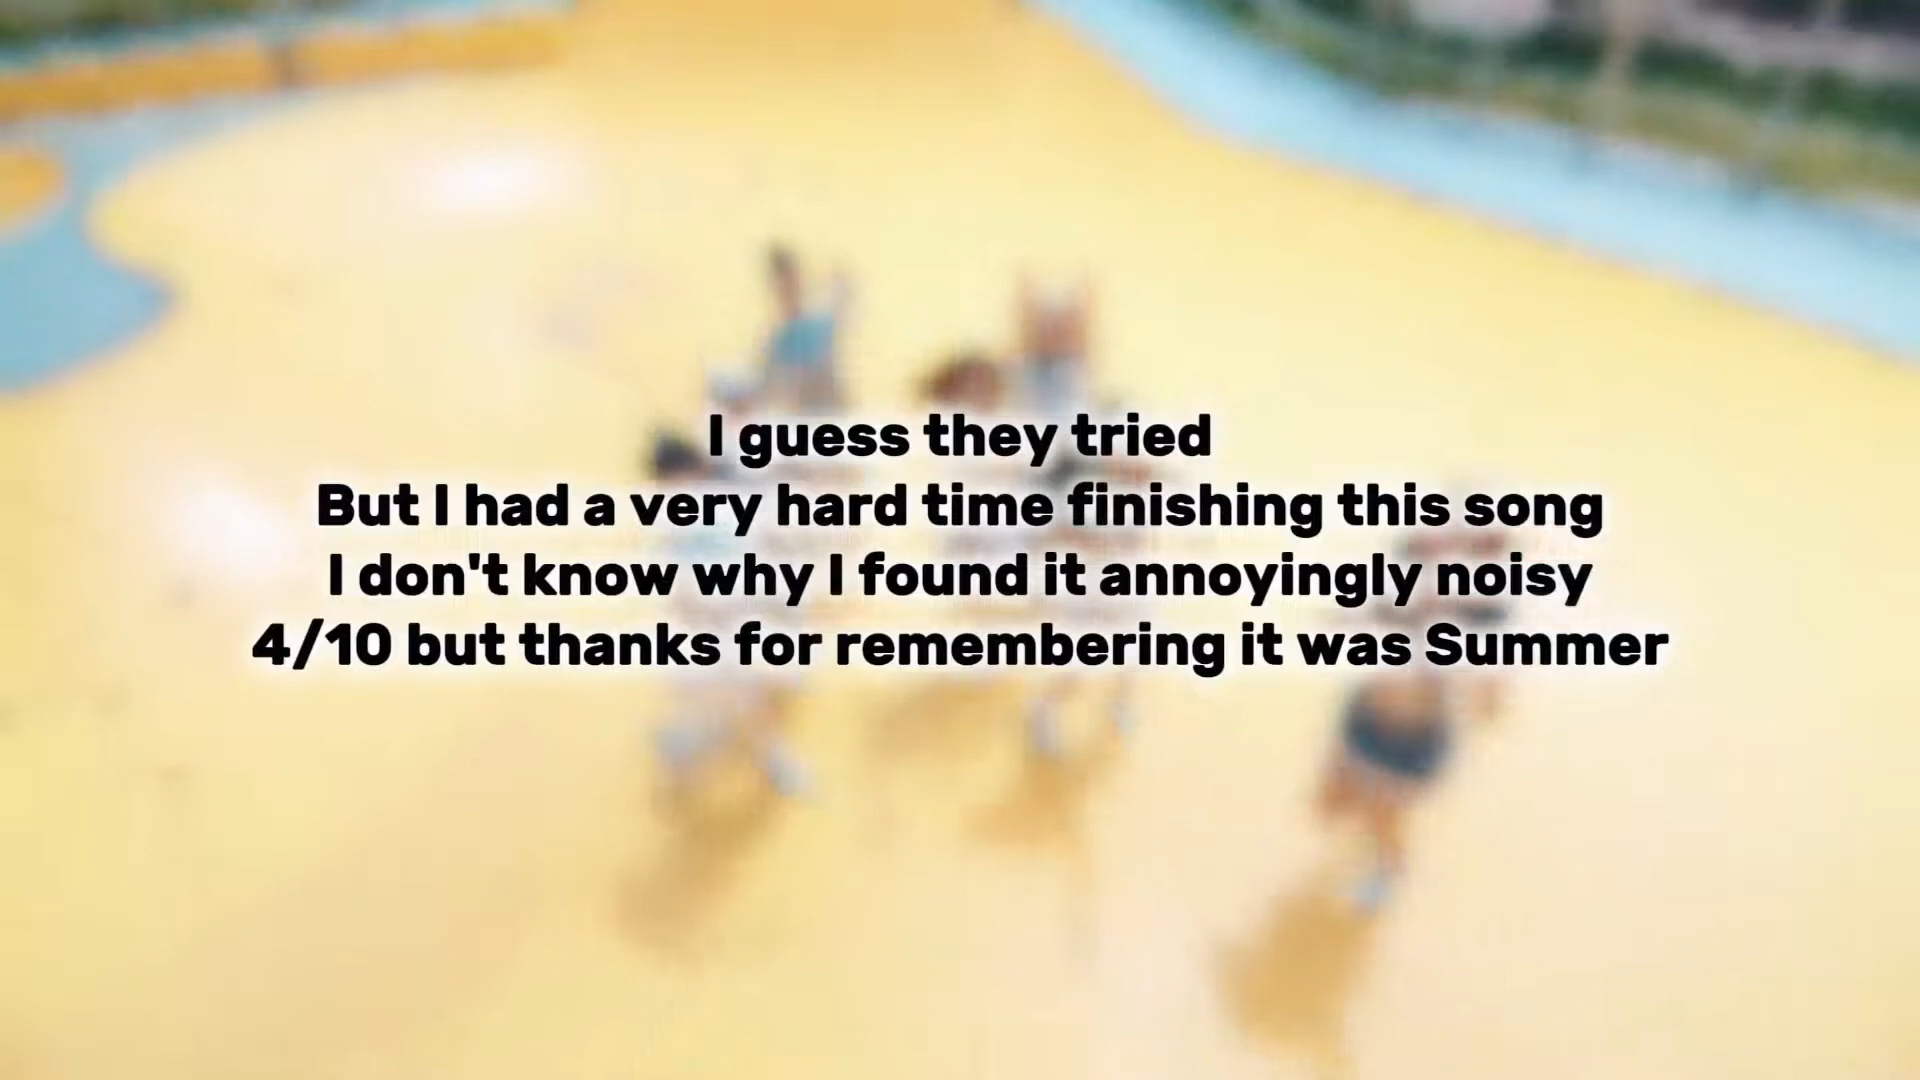 I guess they tried
But I had a very hard time finishing this song
I don't know why I found it annoyingly noisy
4/10 but thanks for remembering it was Summer